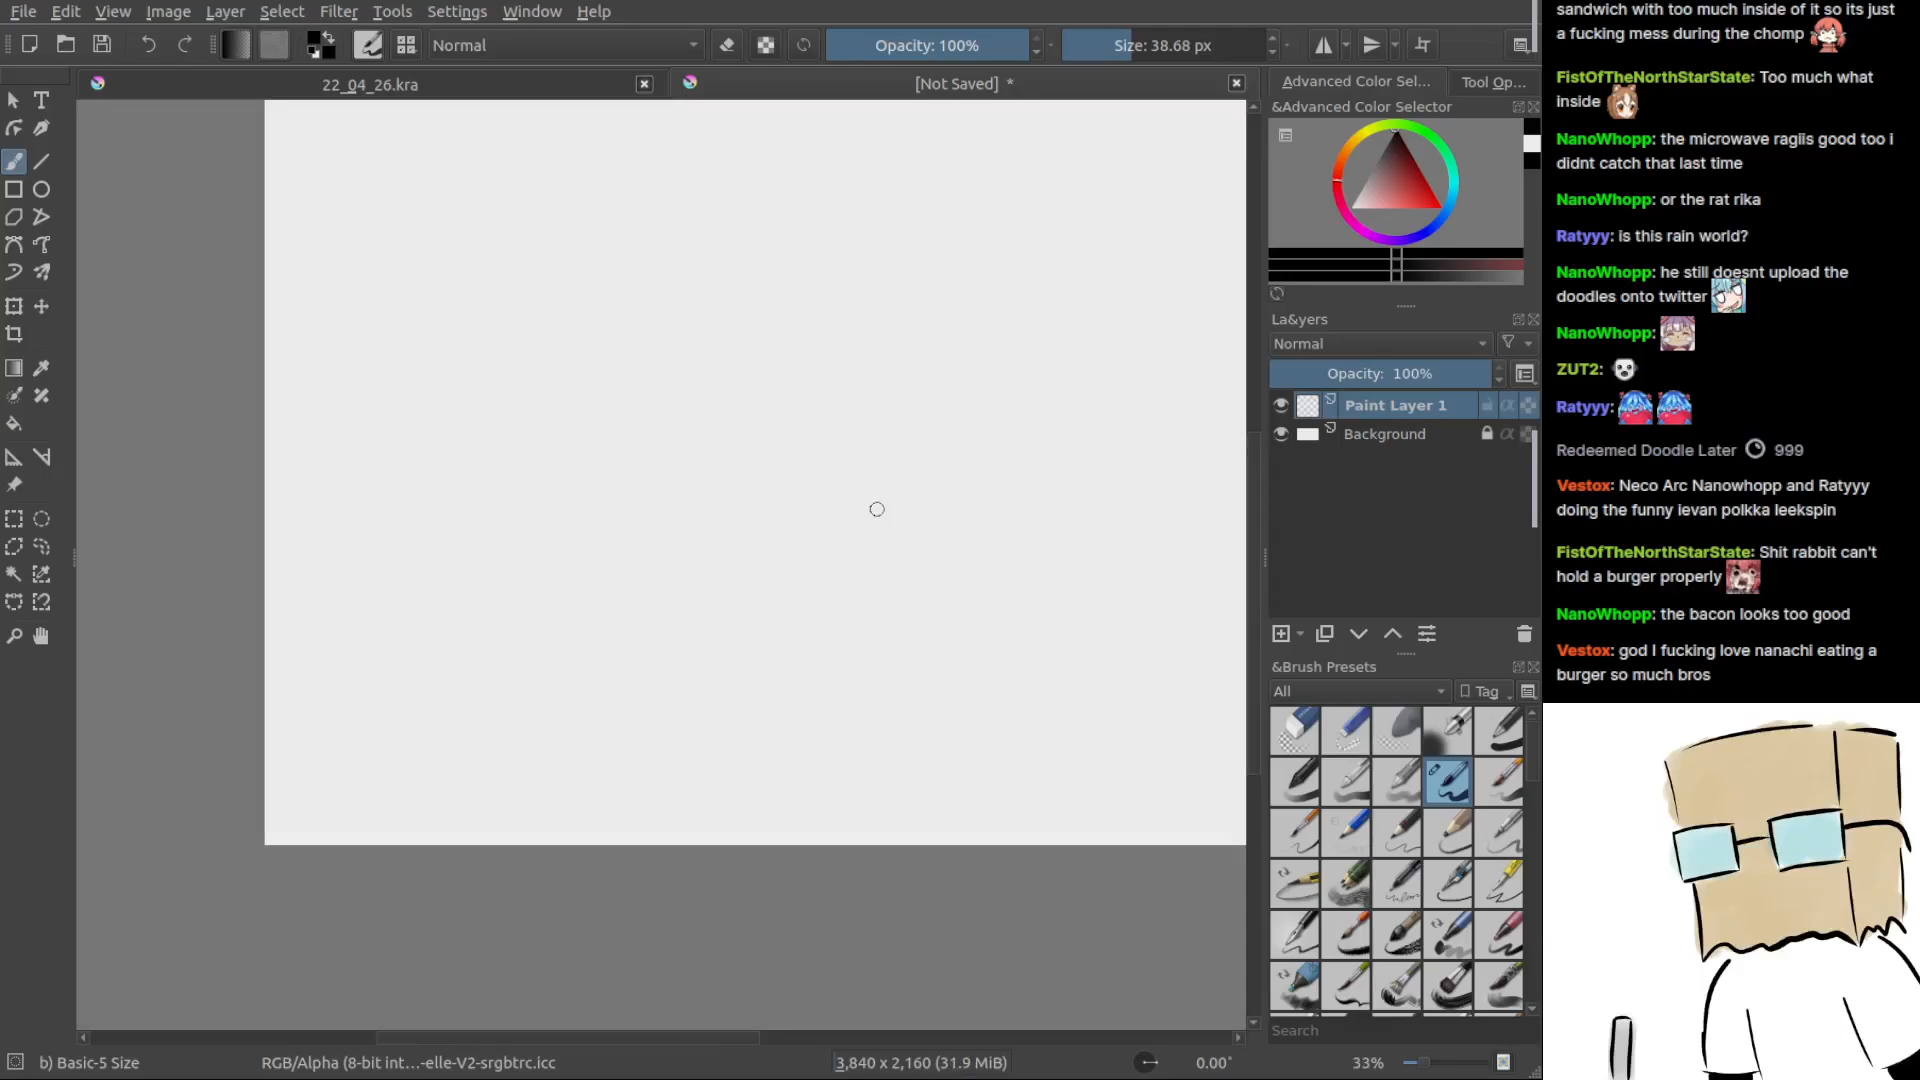 File Edit View Image Layer Select Filter Tools Settings Window Help
Normal
Opacity: 100%
Size: 38.68 px
22_04_26.kra
[Not Saved] *
Advanced Color Sel...
Tool Op...
&Advanced Color Selector
La&yers
Normal
Opacity: 100%
Paint Layer 1
Background
&Brush Presets
All
Tag
Search
b) Basic-5 Size
RGB/Alpha (8-bit int...-elle-V2-srgbtrc.icc
3,840 x 2,160 (31.9 MiB)
0.00°
33%
sandwich with too much inside of it so its just
a fucking mess during the chomp
FistOfTheNorthStarState: Too much what
inside
NanoWhopp: the microwave ragiis good too i
didnt catch that last time
NanoWhopp: or the rat rika
Ratyyy: is this rain world?
NanoWhopp: he still doesnt upload the
doodles onto twitter
NanoWhopp:
ZUT2:
Ratyyy:
Redeemed Doodle Later 999
Vestox: Neco Arc Nanowhopp and Ratyyy
doing the funny ievan polkka leekspin
FistOfTheNorthStarState: Shit rabbit can't
hold a burger properly
NanoWhopp: the bacon looks too good
Vestox: god I fucking love nanachi eating a
burger so much bros